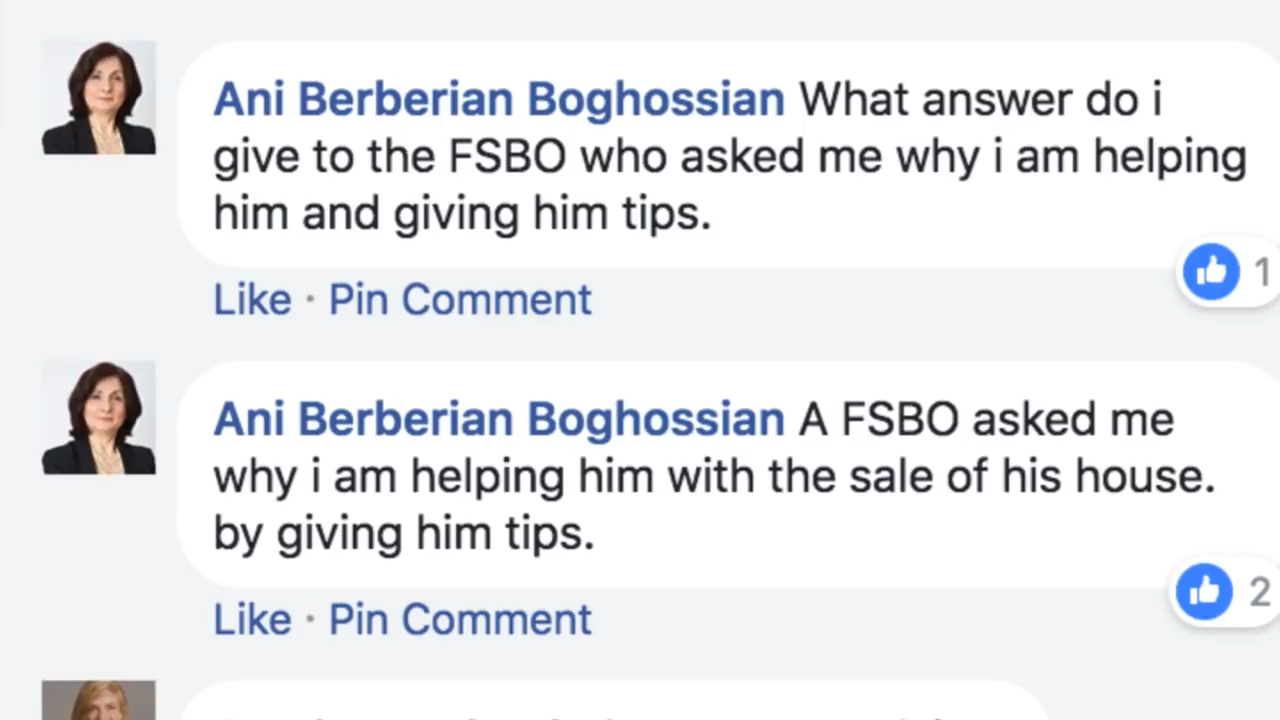 Ani Berberian Boghossian What answer do i
give to the FSBO who asked me why i am helping
him and giving him tips.
1
Like · Pin Comment
Ani Berberian Boghossian A FSBO asked me
why i am helping him with the sale of his house.
by giving him tips.
2
Like · Pin Comment